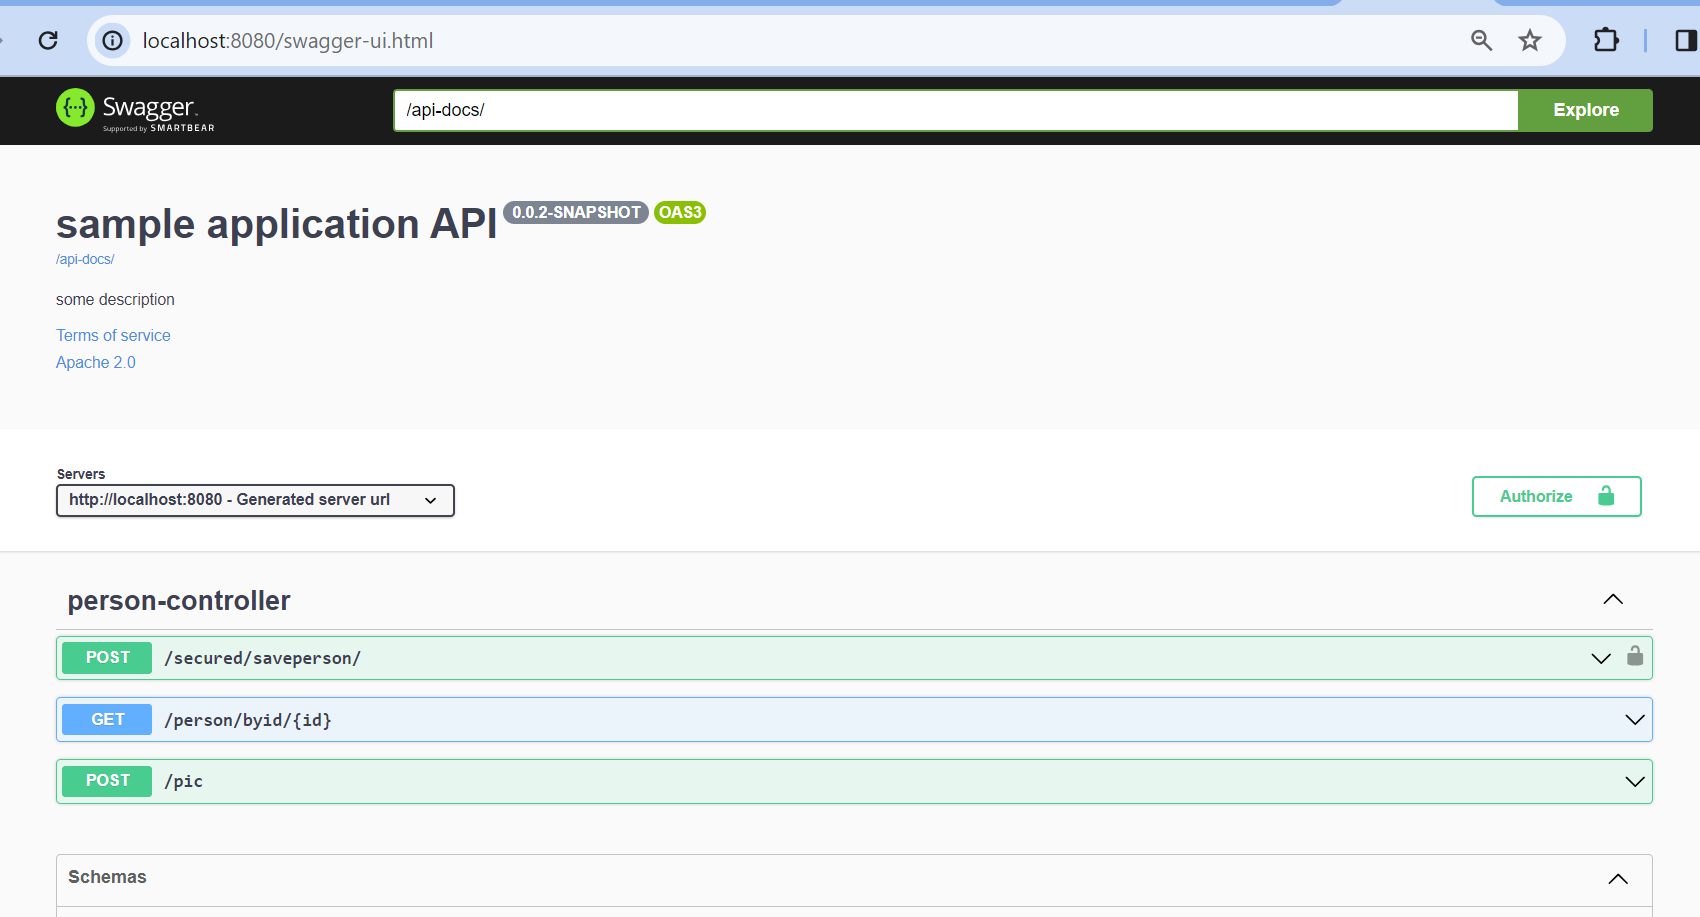 localhost:8080/swagger-ui.html
Swagger
Supported by SMARTBEAR
/api-docs/
Explore
sample application API 0.0.2-SNAPSHOT OAS3
/api-docs/
some description
Terms of service
Apache 2.0
Servers
http://localhost:8080 - Generated server url
Authorize
person-controller
POST /secured/saveperson/
GET /person/byid/{id}
POST /pic
Schemas